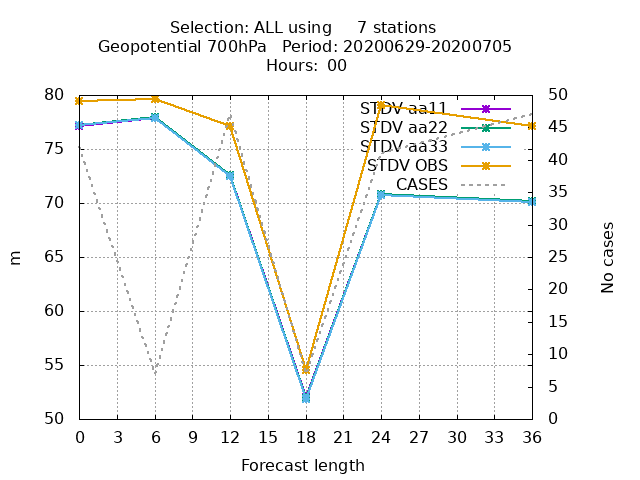 Selection: ALL using 7 stations
Geopotential 700hPa Period: 20200629-20200705
Hours: 00
80
75
70
65
60
55
50
m
STDV aa11
STDV aa22
STDV aa33
STDV OBS
CASES
50
45
40
35
30
25
20
15
10
5
0
No cases
0 3 6 9 12 15 18 21 24 27 30 33 36
Forecast length